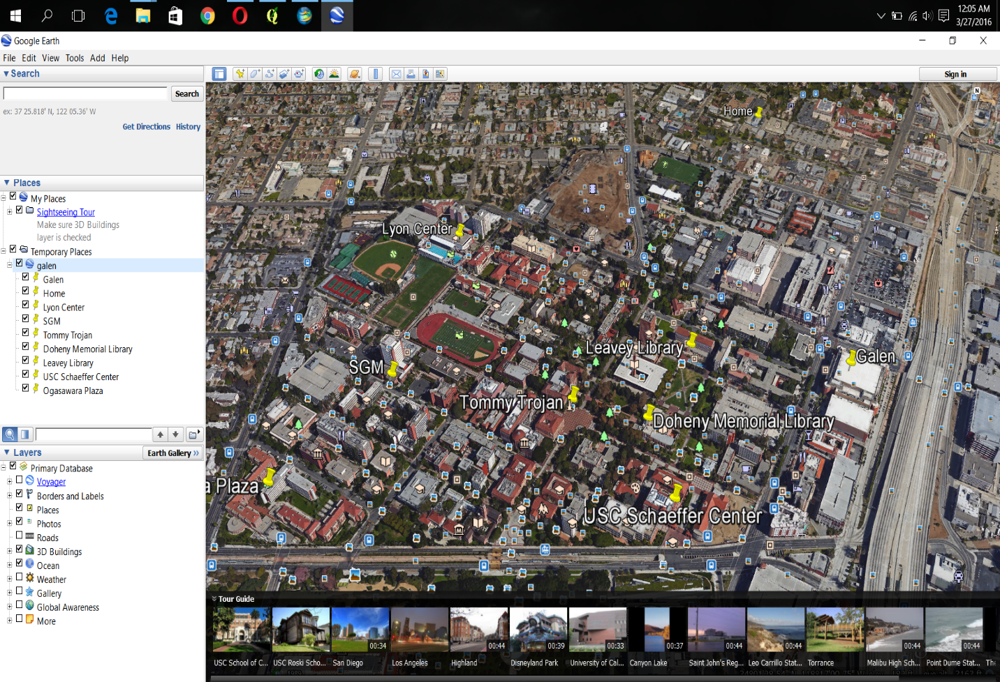 12:05 AM
3/27/2016
Google Earth
File Edit View Tools Add Help
Search
Sign in
Search
ex: 37 25.818' N, 122 05.36' W
Get Directions History
Places
My Places
Sightseeing Tour
Make sure 3D Buildings
layer is checked
Temporary Places
galen
Galen
Home
Lyon Center
SGM
Tommy Trojan
Doheny Memorial Library
Leavey Library
USC Schaeffer Center
Ogasawara Plaza
Layers
Earth Gallery »
Primary Database
Voyager
Borders and Labels
Places
Photos
Roads
3D Buildings
Ocean
Weather
Gallery
Global Awareness
More
N
Home
Lyon Center
Leavey Library
Galen
SGM
Tommy Trojan
Doheny Memorial Library
a Plaza
USC Schaeffer Center
Tour Guide
00:34
00:44
00:39
00:33
00:37
00:44
00:44
00:44
00:44
USC School of C...
USC Roski Scho...
San Diego
Los Angeles
Highland
Disneyland Park
University of Cal...
Canyon Lake
Saint John's Reg...
Leo Carrillo Stat...
Torrance
Malibu High Sch...
Point Dume Stat...
The
1989